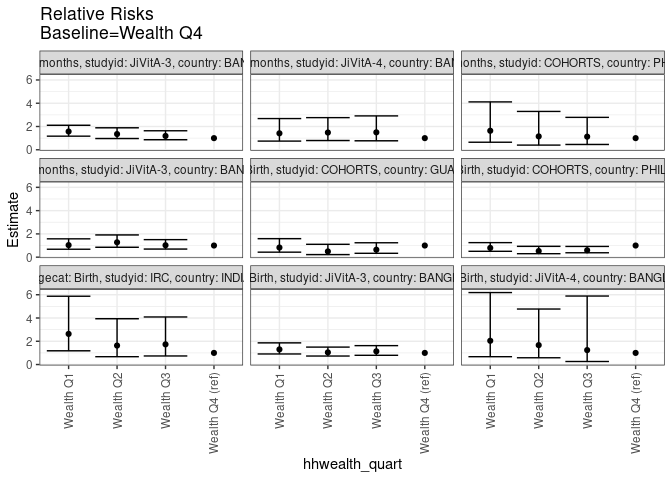 Relative Risks
Baseline=Wealth Q4
months, studyid: JiVitA-3, country: BAN
months, studyid: JiVitA-4, country: BAN
months, studyid: COHORTS, country: PH
6
4
2
0
months, studyid: JiVitA-3, country: BAN
Birth, studyid: COHORTS, country: GUA
Birth, studyid: COHORTS, country: PHIL
6
4
2
0
Estimate
gecat: Birth, studyid: IRC, country: INDI
Birth, studyid: JiVitA-3, country: BANG
Birth, studyid: JiVitA-4, country: BANGL
6
4
2
0
Wealth Q1
Wealth Q2
Wealth Q3
Wealth Q4 (ref)
Wealth Q1
Wealth Q2
Wealth Q3
Wealth Q4 (ref)
Wealth Q1
Wealth Q2
Wealth Q3
Wealth Q4 (ref)
hhwealth_quart